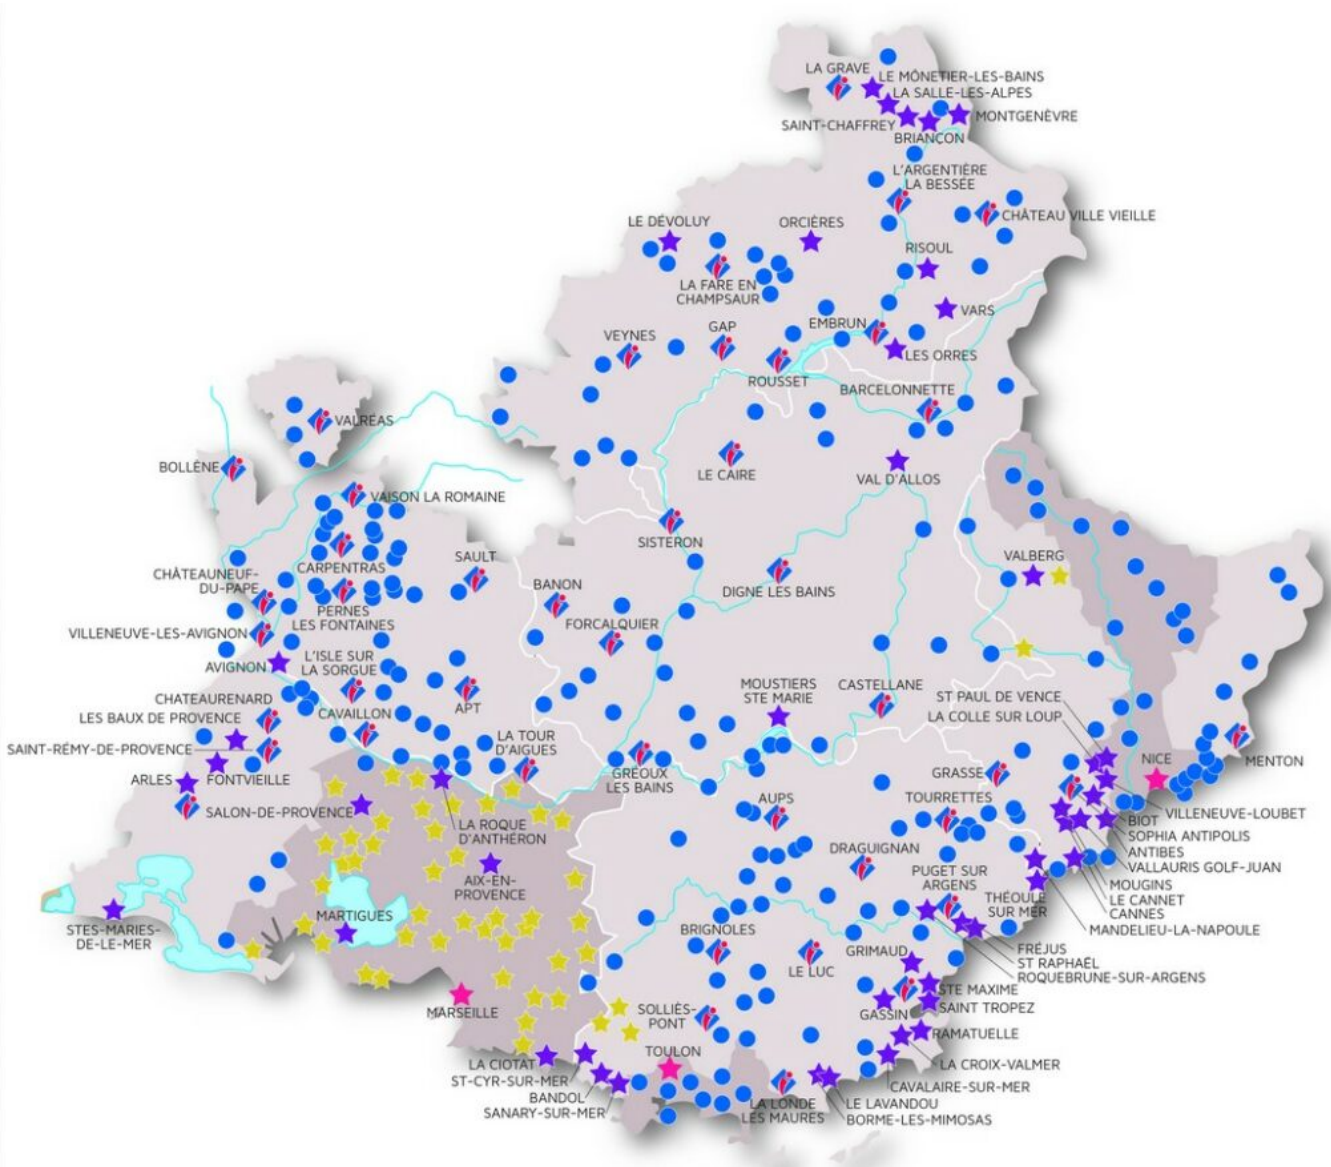 LA GRAVE
LE MÔNETIER-LES-BAINS
LA SALLE-LES-ALPES
SAINT-CHAFFREY
MONTGENÈVRE
BRIANÇON
L'ARGENTIÈRE
LA BESSÉE
CHÂTEAU VILLE VIEILLE
LE DÉVOLUY
ORCIÈRES
RISOUL
LA FARE EN
CHAMPSAUR
VARS
EMBRUN
GAP
VEYNES
LES ORRES
ROUSSET
BARCELONNETTE
VALRÉAS
BOLLÈNE
LE CAIRE
VAL D'ALLOS
VAISON LA ROMAINE
SISTERON
CARPENTRAS
SAULT
VALBERG
CHÂTEAUNEUF-
DU-PAPE
BANON
DIGNE LES BAINS
PERNES
LES FONTAINES
FORCALQUIER
VILLENEUVE-LES-AVIGNON
AVIGNON
L'ISLE SUR
LA SORGUE
MOUSTIERS
STE MARIE
CASTELLANE
ST PAUL DE VENCE
CHATEAURENARD
APT
LES BAUX DE PROVENCE
CAVAILLON
LA COLLE SUR LOUP
LA TOUR
D'AIGUES
SAINT-RÉMY-DE-PROVENCE
NICE
MENTON
ARLES
FONTVIEILLE
GRÉOUX
LES BAINS
GRASSE
SALON-DE-PROVENCE
AUPS
TOURRETTES
VILLENEUVE-LOUBET
LA ROQUE
D'ANTHÉRON
BIOT
SOPHIA ANTIPOLIS
DRAGUIGNAN
ANTIBES
VALLAURIS GOLF-JUAN
AIX-EN-
PROVENCE
PUGET SUR
ARGENS
MOUGINS
THÉOULE
SUR MER
LE CANNET
CANNES
MARTIGUES
STES-MARIES-
DE-LE-MER
BRIGNOLES
MANDELIEU-LA-NAPOULE
GRIMAUD
FRÉJUS
ST RAPHAËL
LE LUC
ROQUEBRUNE-SUR-ARGENS
STE MAXIME
MARSEILLE
SOLLIÈS-
PONT
GASSIN
SAINT TROPEZ
RAMATUELLE
TOULON
LA CIOTAT
LA CROIX-VALMER
ST-CYR-SUR-MER
CAVALAIRE-SUR-MER
BANDOL
LA LONDE
LES MAURES
LE LAVANDOU
SANARY-SUR-MER
BORME-LES-MIMOSAS